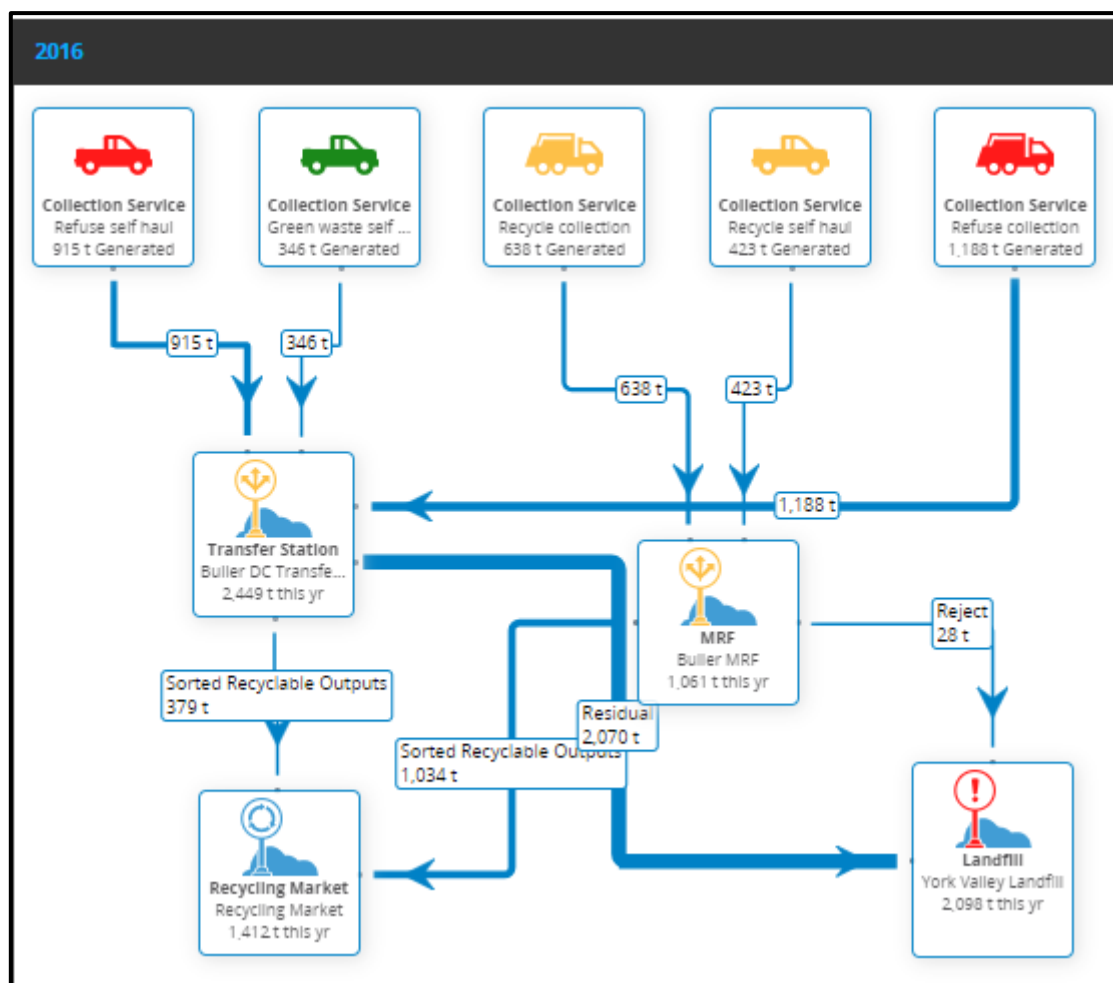 2016
Collection Service
Refuse self haul
915 t Generated
Collection Service
Green waste self ...
346 t Generated
Collection Service
Recycle collection
638 t Generated
Collection Service
Recycle self haul
423 t Generated
Collection Service
Refuse collection
1,188 t Generated
915 t
346 t
638 t
423 t
1,188 t
Transfer Station
Buller DC Transfe...
2,449 t this yr
MRF
Buller MRF
1,061 t this yr
Reject
28 t
Sorted Recyclable Outputs
379 t
Residual
2,070 t
Sorted Recyclable Outputs
1,034 t
Recycling Market
Recycling Market
1,412 t this yr
Landfill
York Valley Landfill
2,098 t this yr